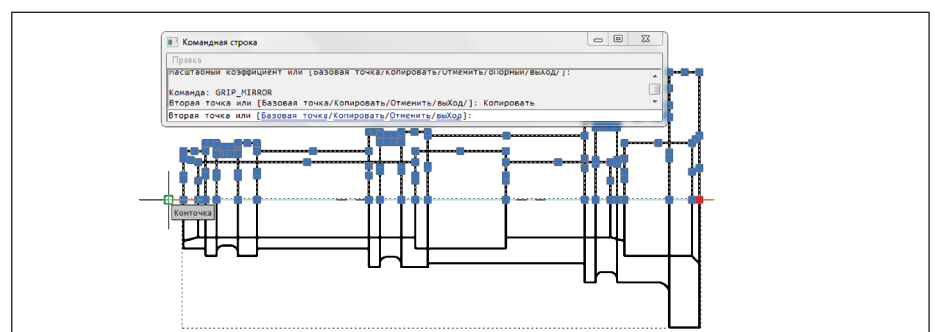 Командная строка
Правка
Масштабный коэффициент или [Базовая точка/Копировать/Отменить/опорный/выХод/]:
Команда: GRIP_MIRROR
Вторая точка или [Базовая точка/Копировать/Отменить/выХод/]: Копировать
Вторая точка или [Базовая точка/Копировать/Отменить/выХод]:
Конточка